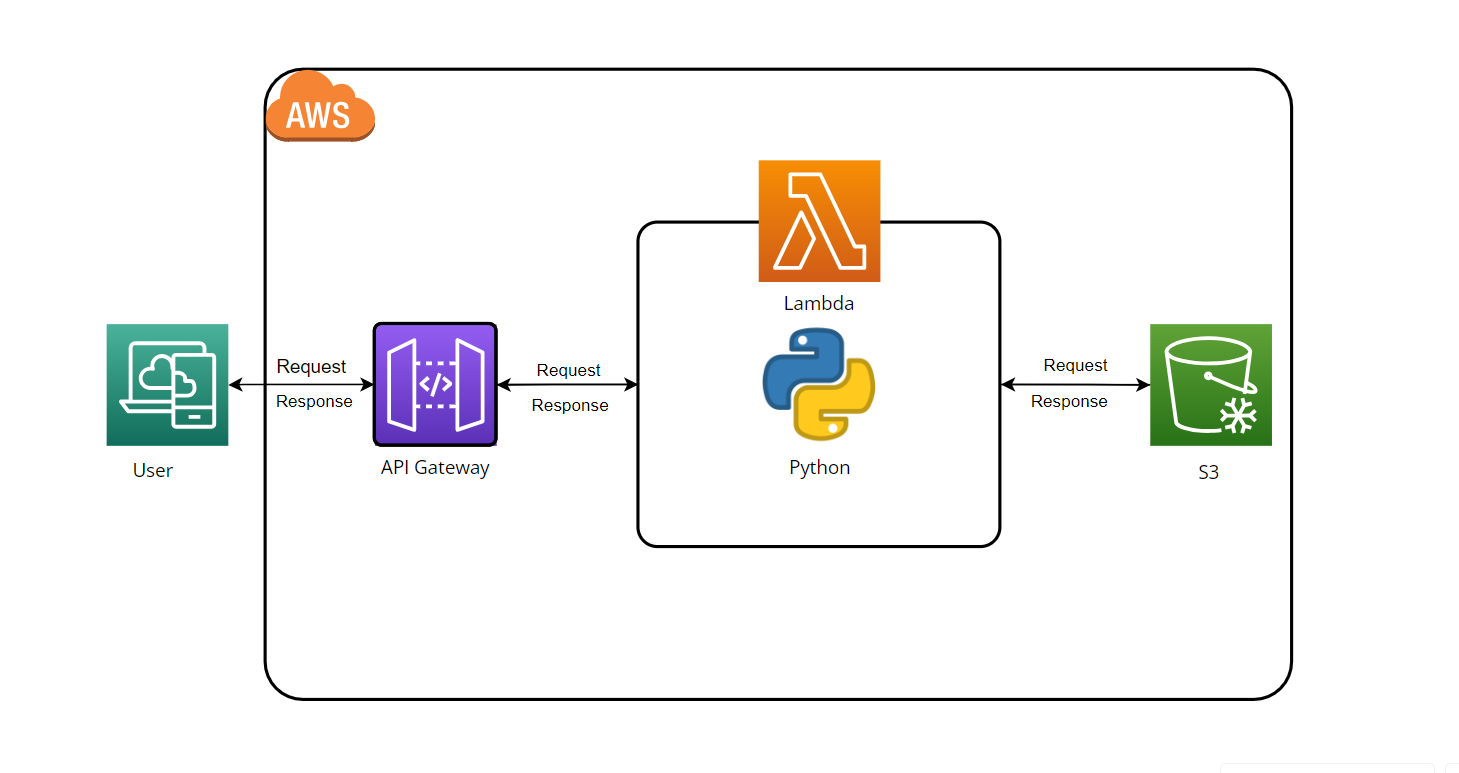 AWS
Lambda
Request
Response
Request
Response
Request
Response
User
API Gateway
</>
Python
S3